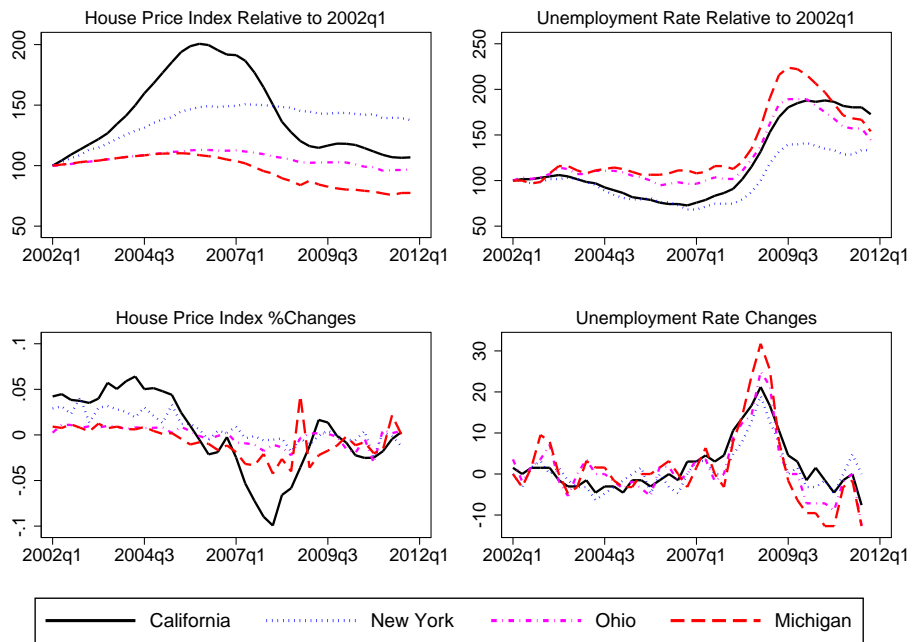 House Price Index Relative to 2002q1
200
150
100
50
2002q1 2004q3 2007q1 2009q3 2012q1
Unemployment Rate Relative to 2002q1
250
200
150
100
50
2002q1 2004q3 2007q1 2009q3 2012q1
House Price Index %Changes
.1
.05
0
-.05
-.1
2002q1 2004q3 2007q1 2009q3 2012q1
Unemployment Rate Changes
30
20
10
0
-10
2002q1 2004q3 2007q1 2009q3 2012q1
California New York Ohio Michigan